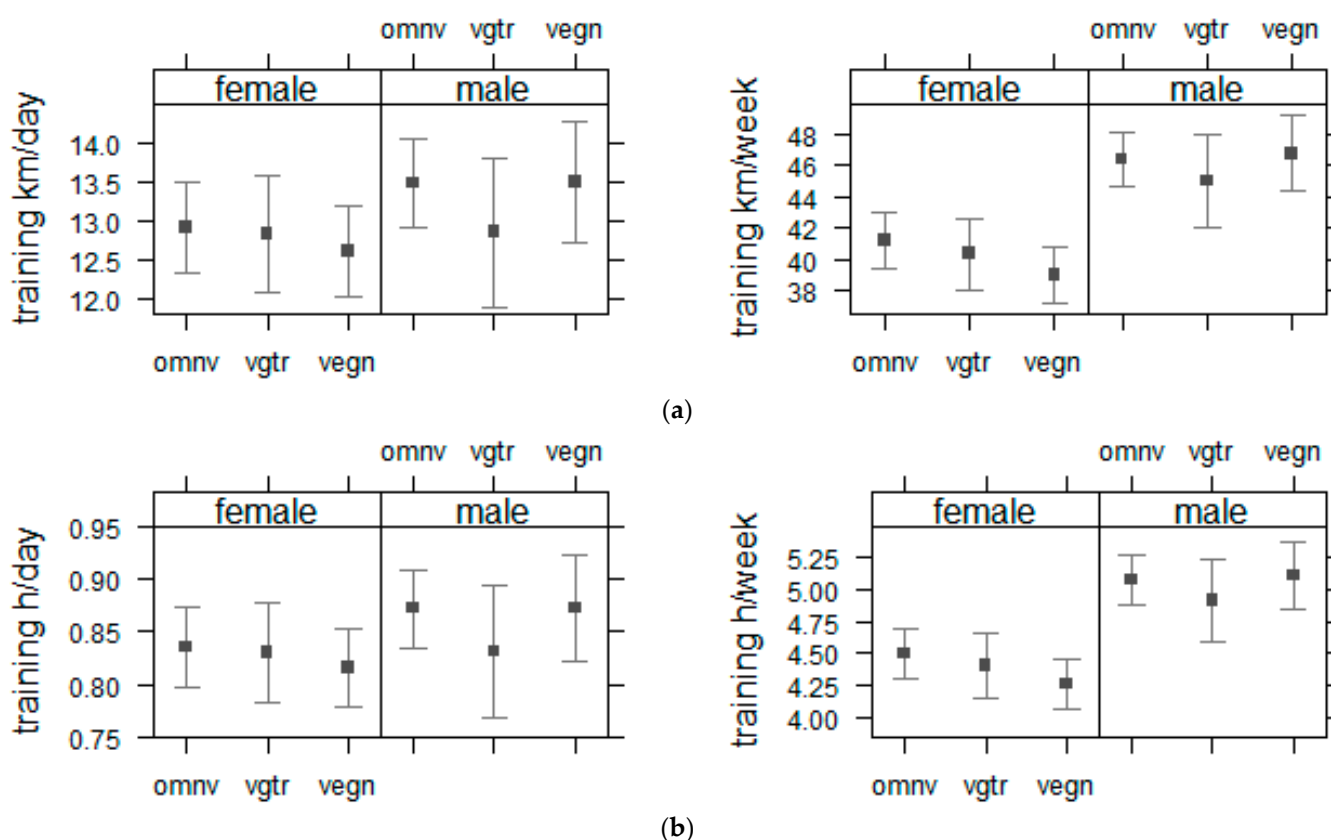 omnv vgtr vegn
female male
training km/day
14.0
13.5
13.0
12.5
12.0
omnv vgtr vegn
omnv vgtr vegn
female male
training km/week
48
46
44
42
40
38
omnv vgtr vegn
(a)
omnv vgtr vegn
female male
training h/day
0.95
0.90
0.85
0.80
0.75
omnv vgtr vegn
omnv vgtr vegn
female male
training h/week
5.25
5.00
4.75
4.50
4.25
4.00
omnv vgtr vegn
(b)